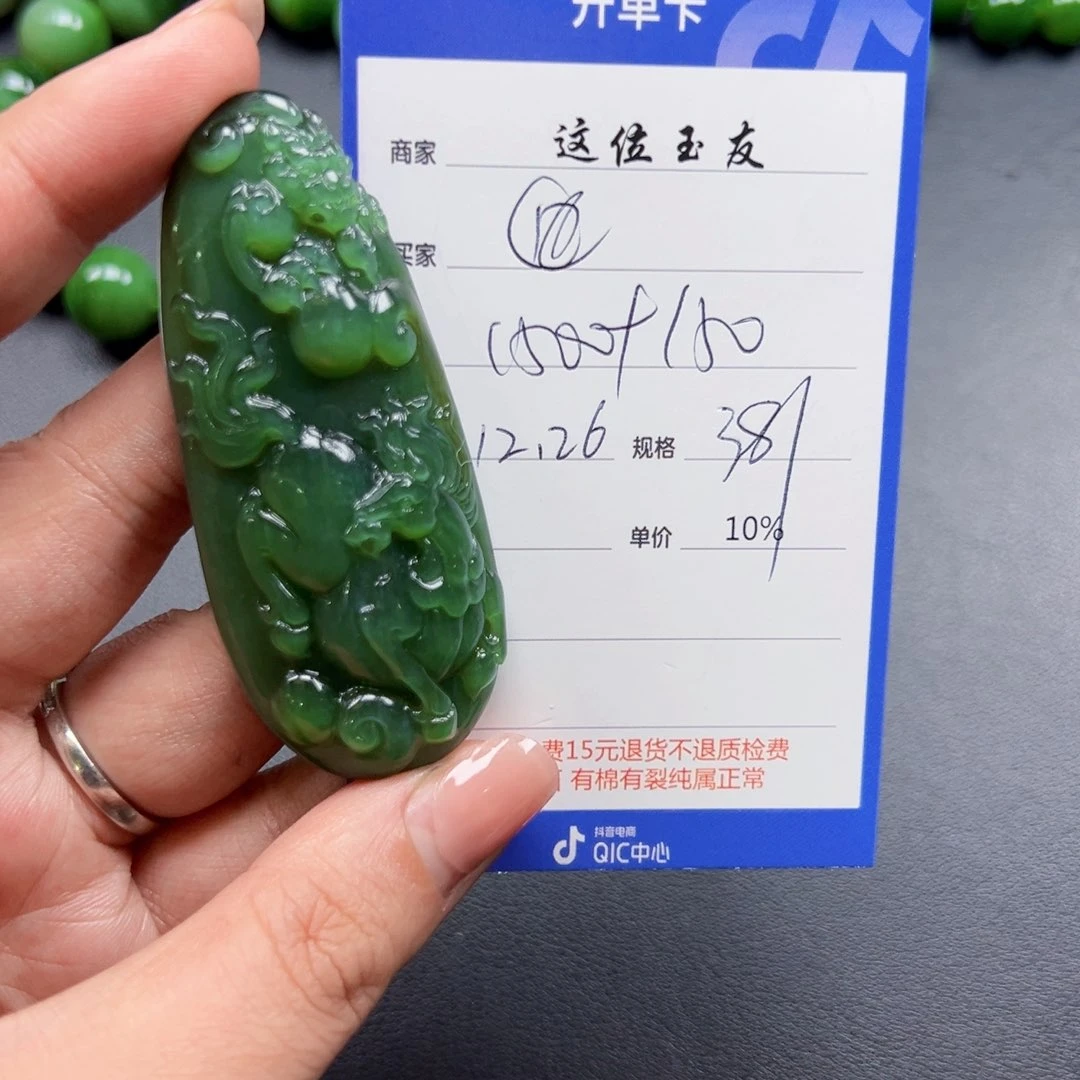 开单卡
商家 这位玉友
买家
1500+150
12.26 规格 38
单价 10%
费15元退货不退质检费
有棉有裂纯属正常
抖音电商
QIC中心